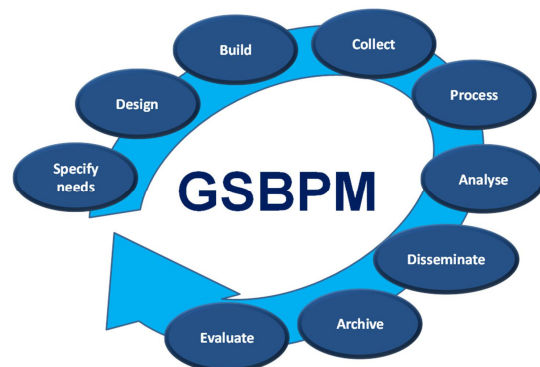 Specify
needs
Design
Build
Collect
Process
Analyse
Disseminate
Archive
Evaluate
GSBPM